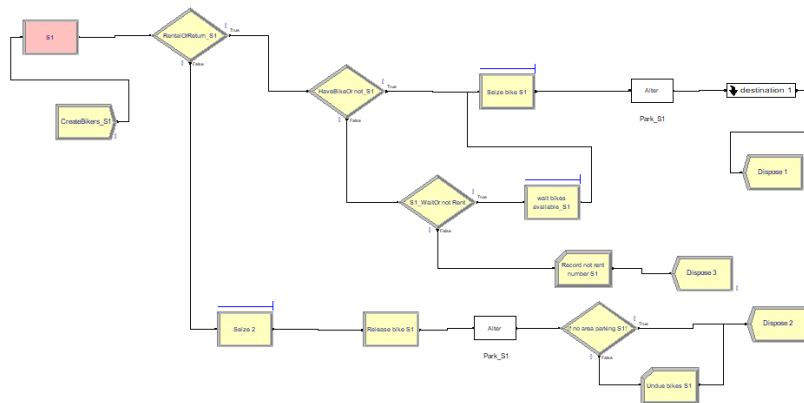 S1
RentalOrReturn_S1
True
False
CreateBikers_S1
HaveBikeOr not_S1
True
False
Seize bike S1
Alter
Park_S1
destination 1
Dispose 1
S1_WaitOr not Rent
True
False
wait bikes
available_S1
Record not rent
number S1
Dispose 3
Seize 2
Release bike S1
Alter
Park_S1
f no area parking S1!
True
False
Undue bikes S1
Dispose 2